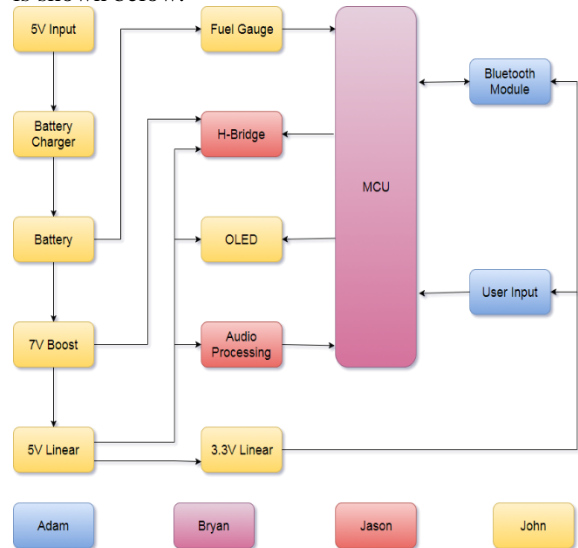 is shown below.
5V Input
Fuel Gauge
Bluetooth
Module
Battery
Charger
H-Bridge
MCU
Battery
OLED
User Input
7V Boost
Audio
Processing
5V Linear
3.3V Linear
Adam
Bryan
Jason
John